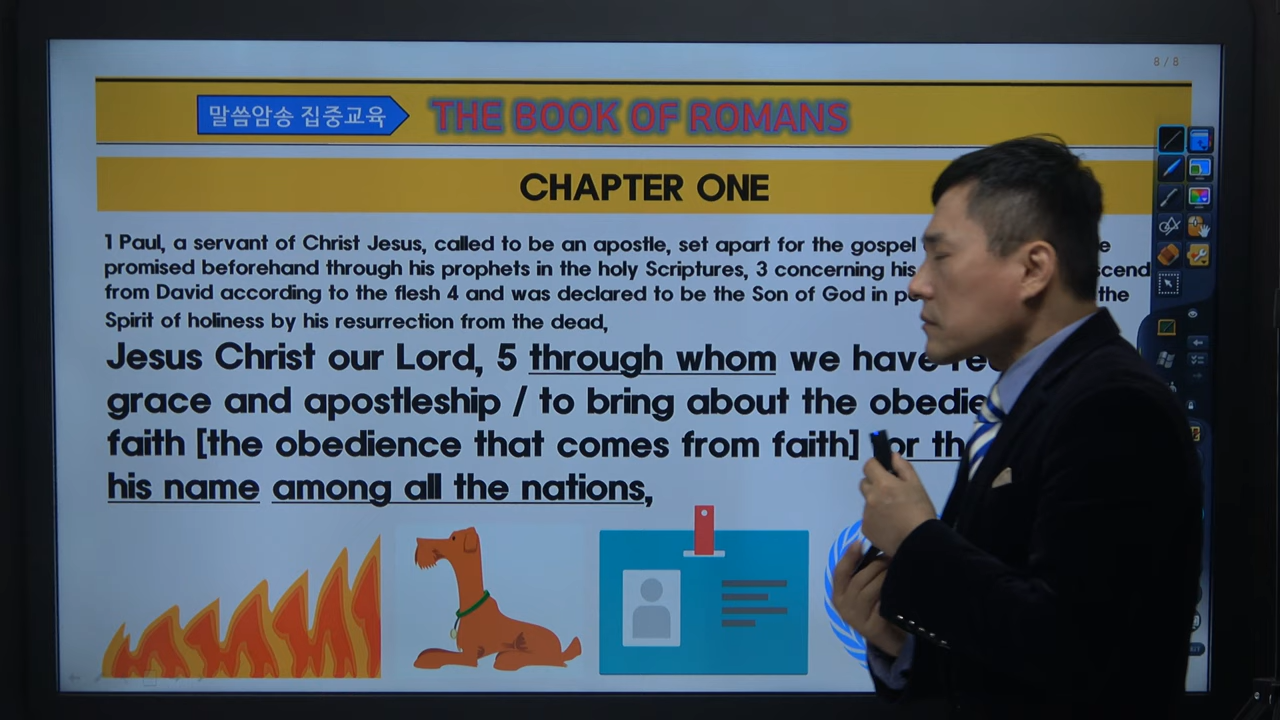 8 / 8
말씀암송 집중교육 THE BOOK OF ROMANS
CHAPTER ONE
1 Paul, a servant of Christ Jesus, called to be an apostle, set apart for the gospel
promised beforehand through his prophets in the holy Scriptures, 3 concerning his
from David according to the flesh 4 and was declared to be the Son of God in the
Spirit of holiness by his resurrection from the dead,
Jesus Christ our Lord, 5 through whom we have
grace and apostleship / to bring about the
faith [the obedience that comes from faith]
his name among all the nations,